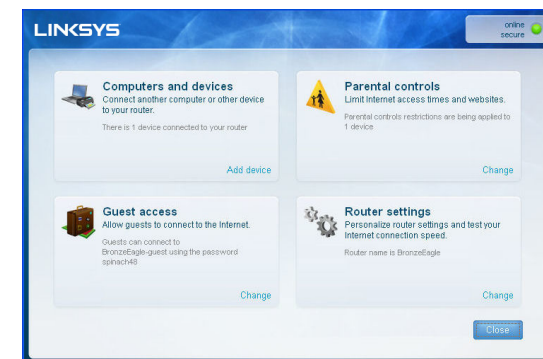 LINKSYS
online
secure
Computers and devices
Connect another computer or other device
to your router.
There is 1 device connected to your router
Add device
Parental controls
Limit Internet access times and websites.
Parental controls restrictions are being applied to
1 device
Change
Guest access
Allow guests to connect to the Internet.
Guests can connect to
BronzeEagle-guest using the password
spinach48
Change
Router settings
Personalize router settings and test your
Internet connection speed.
Router name is BronzeEagle
Change
Close